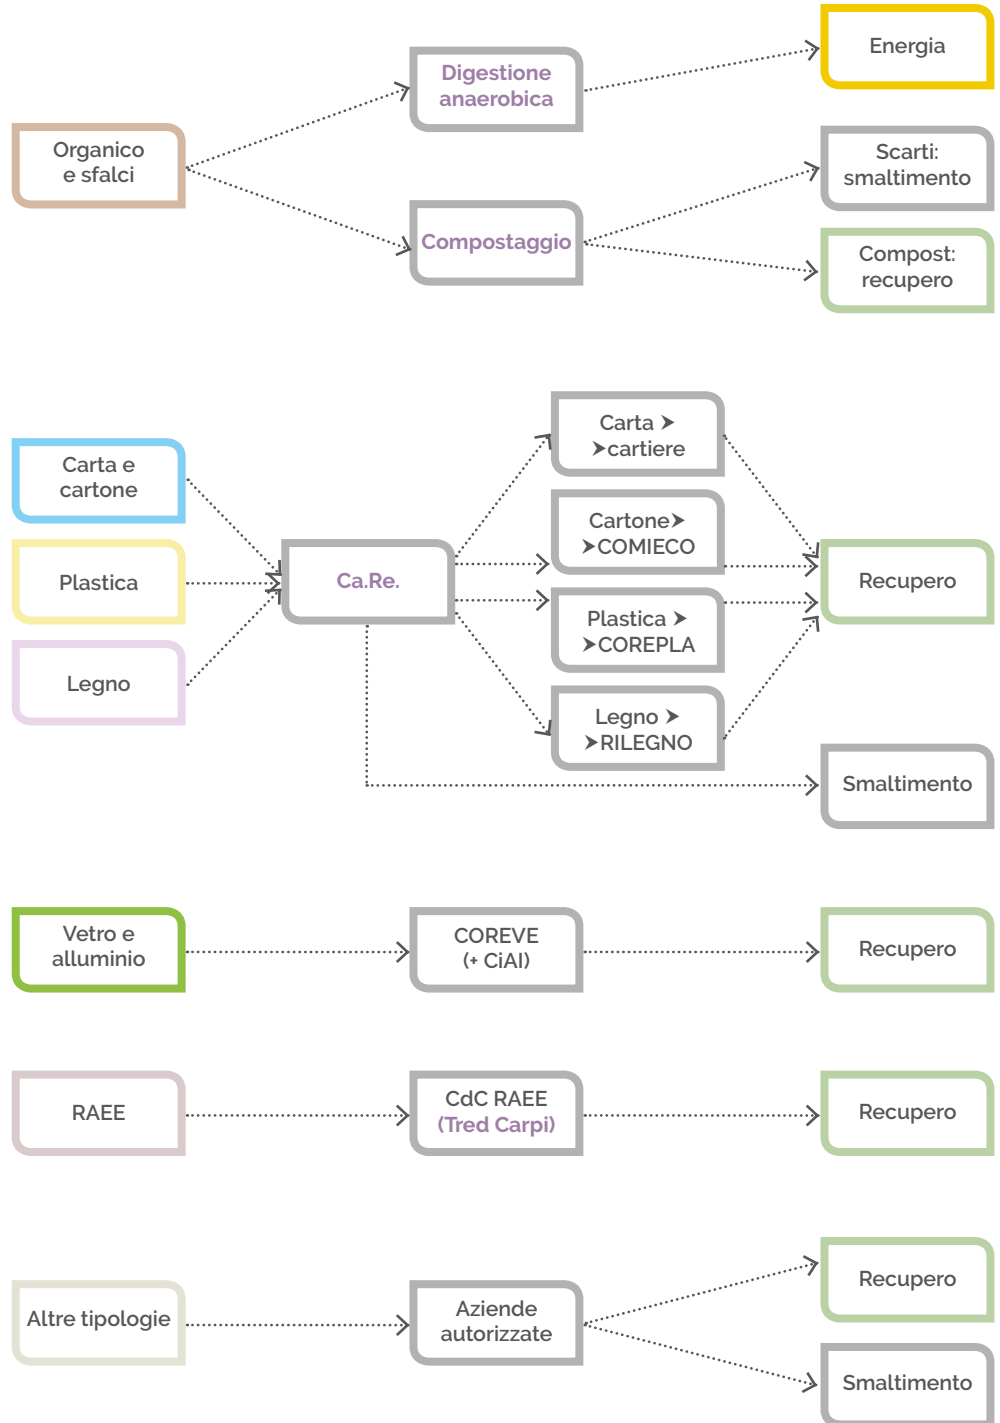 Energia
Digestione
anaerobica
Organico
e sfalci
Scarti:
smaltimento
Compostaggio
Compost:
recupero
Carta ➤
➤cartiere
Carta e
cartone
Cartone➤
➤COMIECO
Plastica
Ca.Re.
Recupero
Plastica ➤
➤COREPLA
Legno
Legno ➤
➤RILEGNO
Smaltimento
Vetro e
alluminio
COREVE
(+ CiAl)
Recupero
RAEE
CdC RAEE
(Tred Carpi)
Recupero
Altre tipologie
Aziende
autorizzate
Recupero
Smaltimento